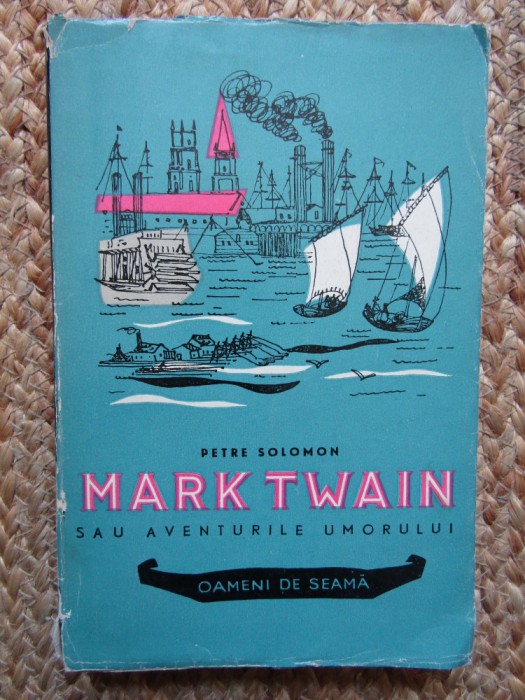 PETRE SOLOMON
MARK TWAIN
SAU AVENTURILE UMORULUI
OAMENI DE SEAMĂ